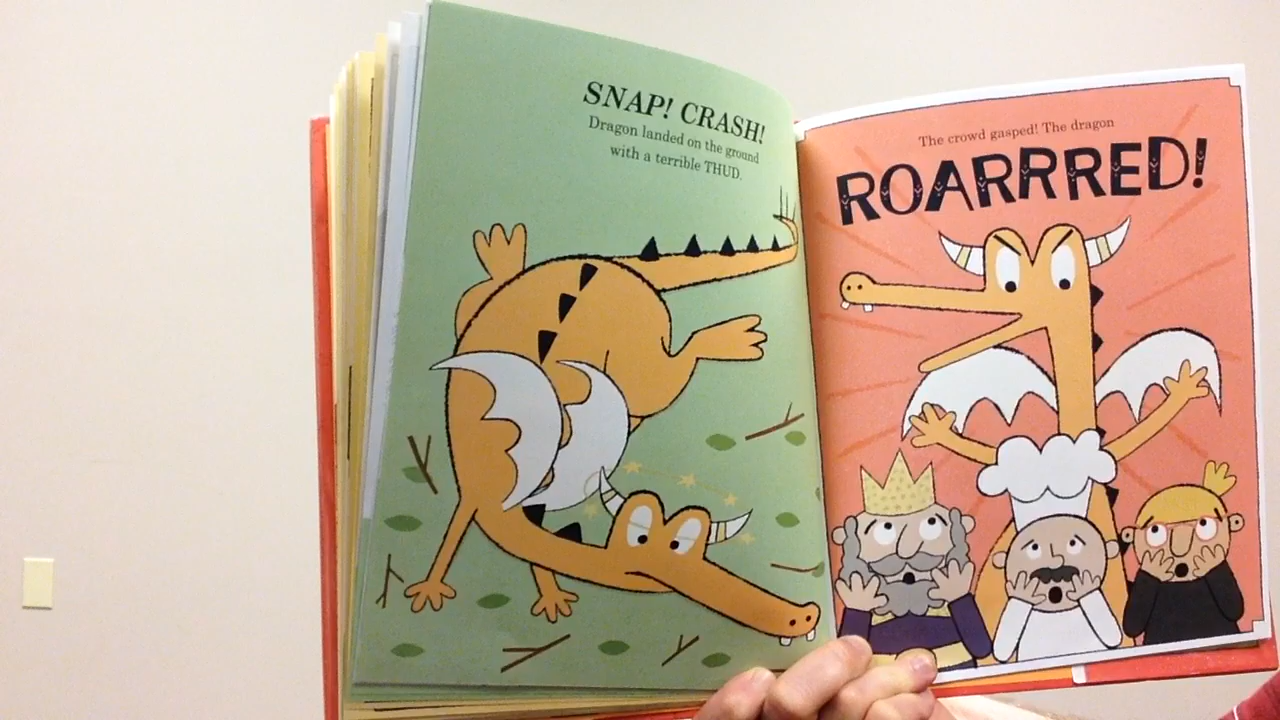 SNAP! CRASH!
Dragon landed on the ground
with a terrible THUD.
The crowd gasped! The dragon
ROARRRED!